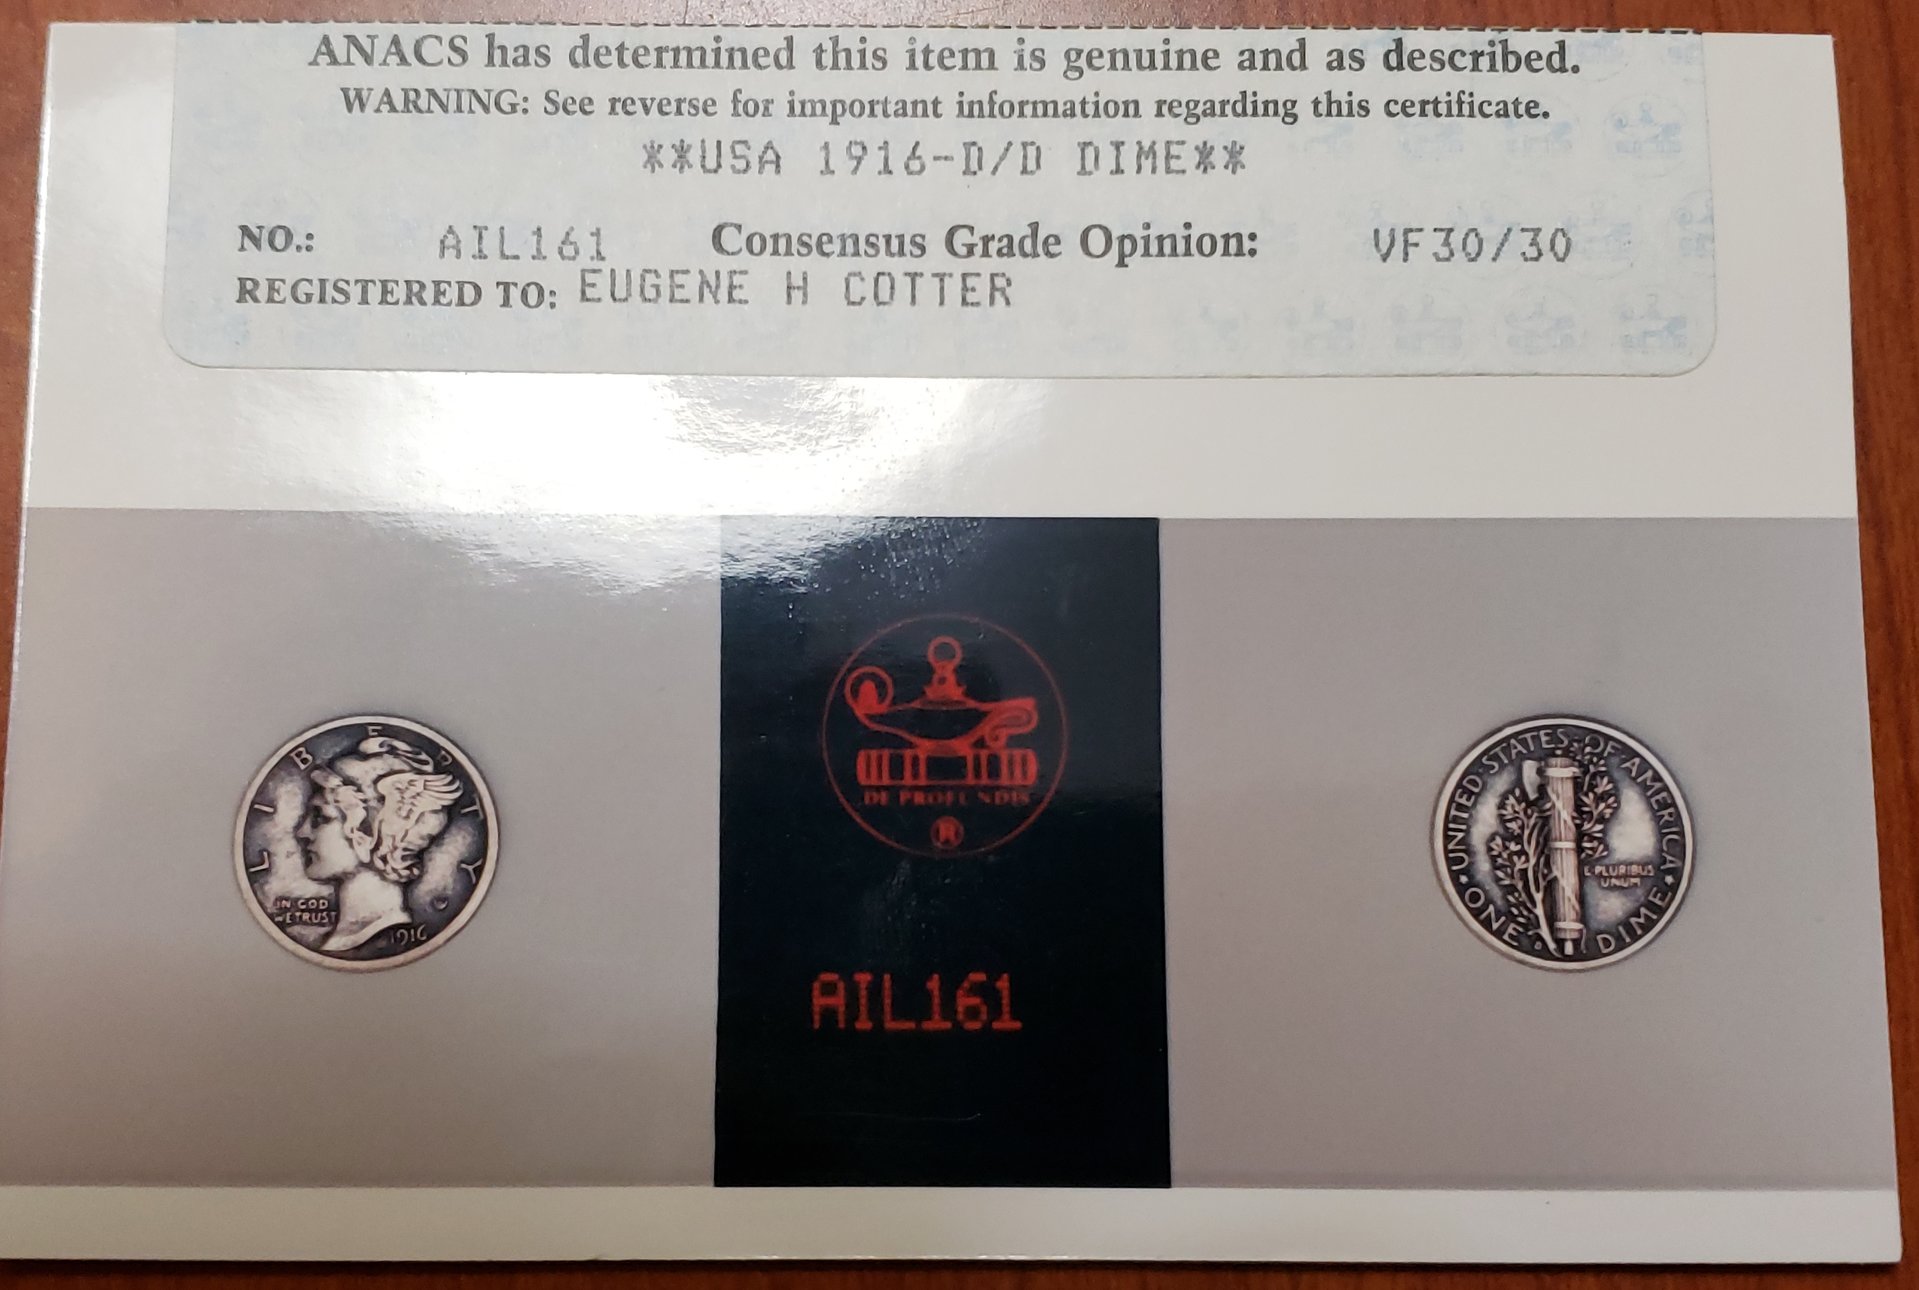 ANACS has determined this item is genuine and as described.
WARNING: See reverse for important information regarding this certificate.
**USA 1916-D/D DIME**
NO.: AIL161 Consensus Grade Opinion: VF30/30
REGISTERED TO: EUGENE H COTTER
LIBERTY
IN GOD
WE TRUST
1916
DE PROFUNDIS
R
AIL161
UNITED·STATES·OF·AMERICA
E·PLURIBUS
UNUM
ONE DIME
D